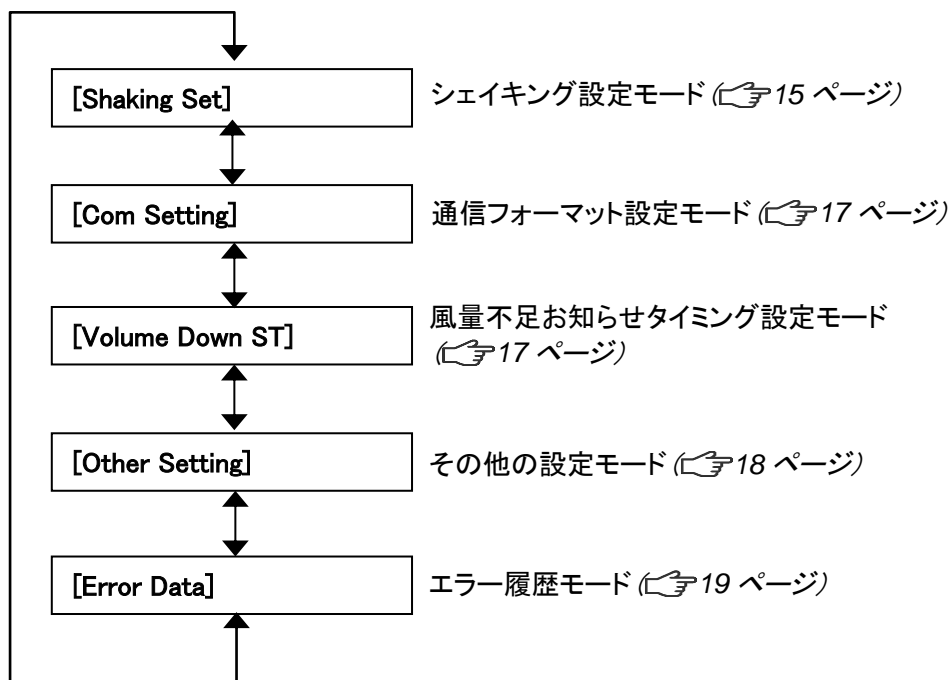 [Shaking Set]
シェイキング設定モード(15 ページ)
[Com Setting]
通信フォーマット設定モード(17 ページ)
[Volume Down ST]
風量不足お知らせタイミング設定モード
(17 ページ)
[Other Setting]
その他の設定モード(18 ページ)
[Error Data]
エラー履歴モード(19 ページ)